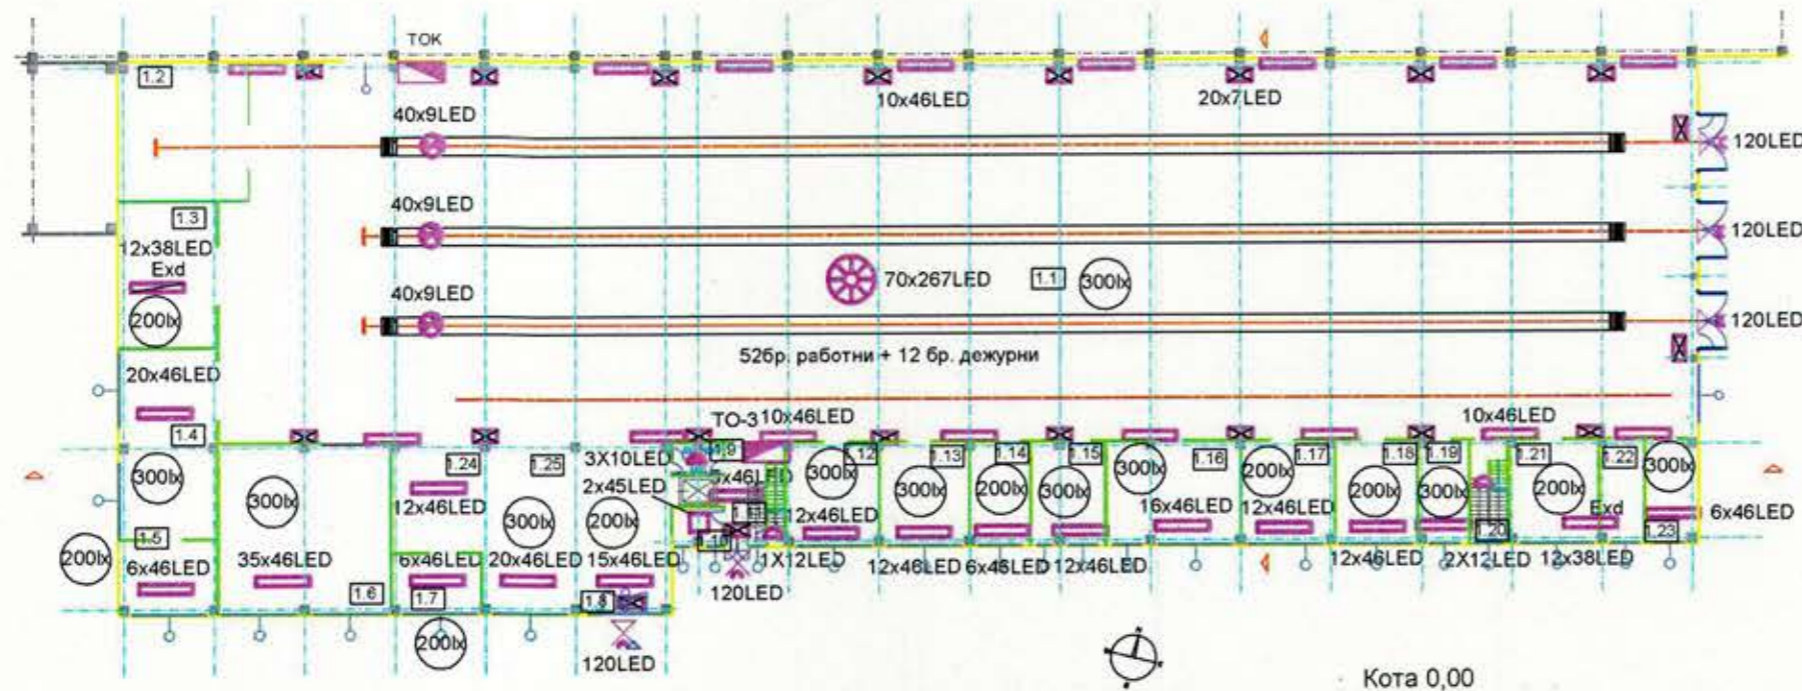 ТОК
1.2
40x9LED
10x46LED
20x7LED
120LED
1.3
40x9LED
12x38LED
Exd
120LED
70x267LED
1.1
300lx
40x9LED
200lx
120LED
52бр. работни + 12 бр. дежурни
20x46LED
ТО-3
10x46LED
10x46LED
1.4
1.9
3X10LED
1.24
1.25
1.12
1.13
1.14
1.15
1.16
1.17
1.18
1.19
1.21
1.22
300lx
300lx
300lx
200lx
300lx
300lx
200lx
300lx
200lx
200lx
300lx
200lx
300lx
300lx
200lx
2x45LED
12x46LED
12x46LED
16x46LED
12x46LED
Exd
6x46LED
1.5
1.10
1.20
1.23
200lx
6x46LED
35x46LED
6x46LED
20x46LED
15x46LED
1X12LED
12x46LED
6x46LED
12x46LED
12x46LED
2X12LED
12x38LED
1.6
1.7
1.8
120LED
200lx
120LED
Кота 0,00